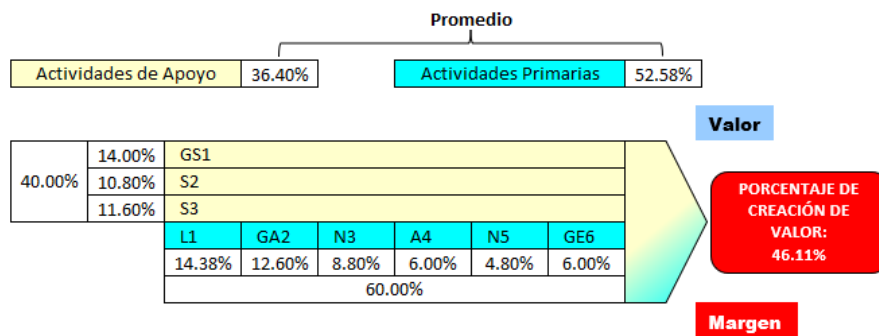 Promedio
Actividades de Apoyo 36.40% Actividades Primarias 52.58%
Valor
40.00%
14.00% GS1
10.80% S2
11.60% S3
L1 GA2 N3 A4 N5 GE6
14.38% 12.60% 8.80% 6.00% 4.80% 6.00%
60.00%
PORCENTAJE DE
CREACIÓN DE
VALOR:
46.11%
Margen